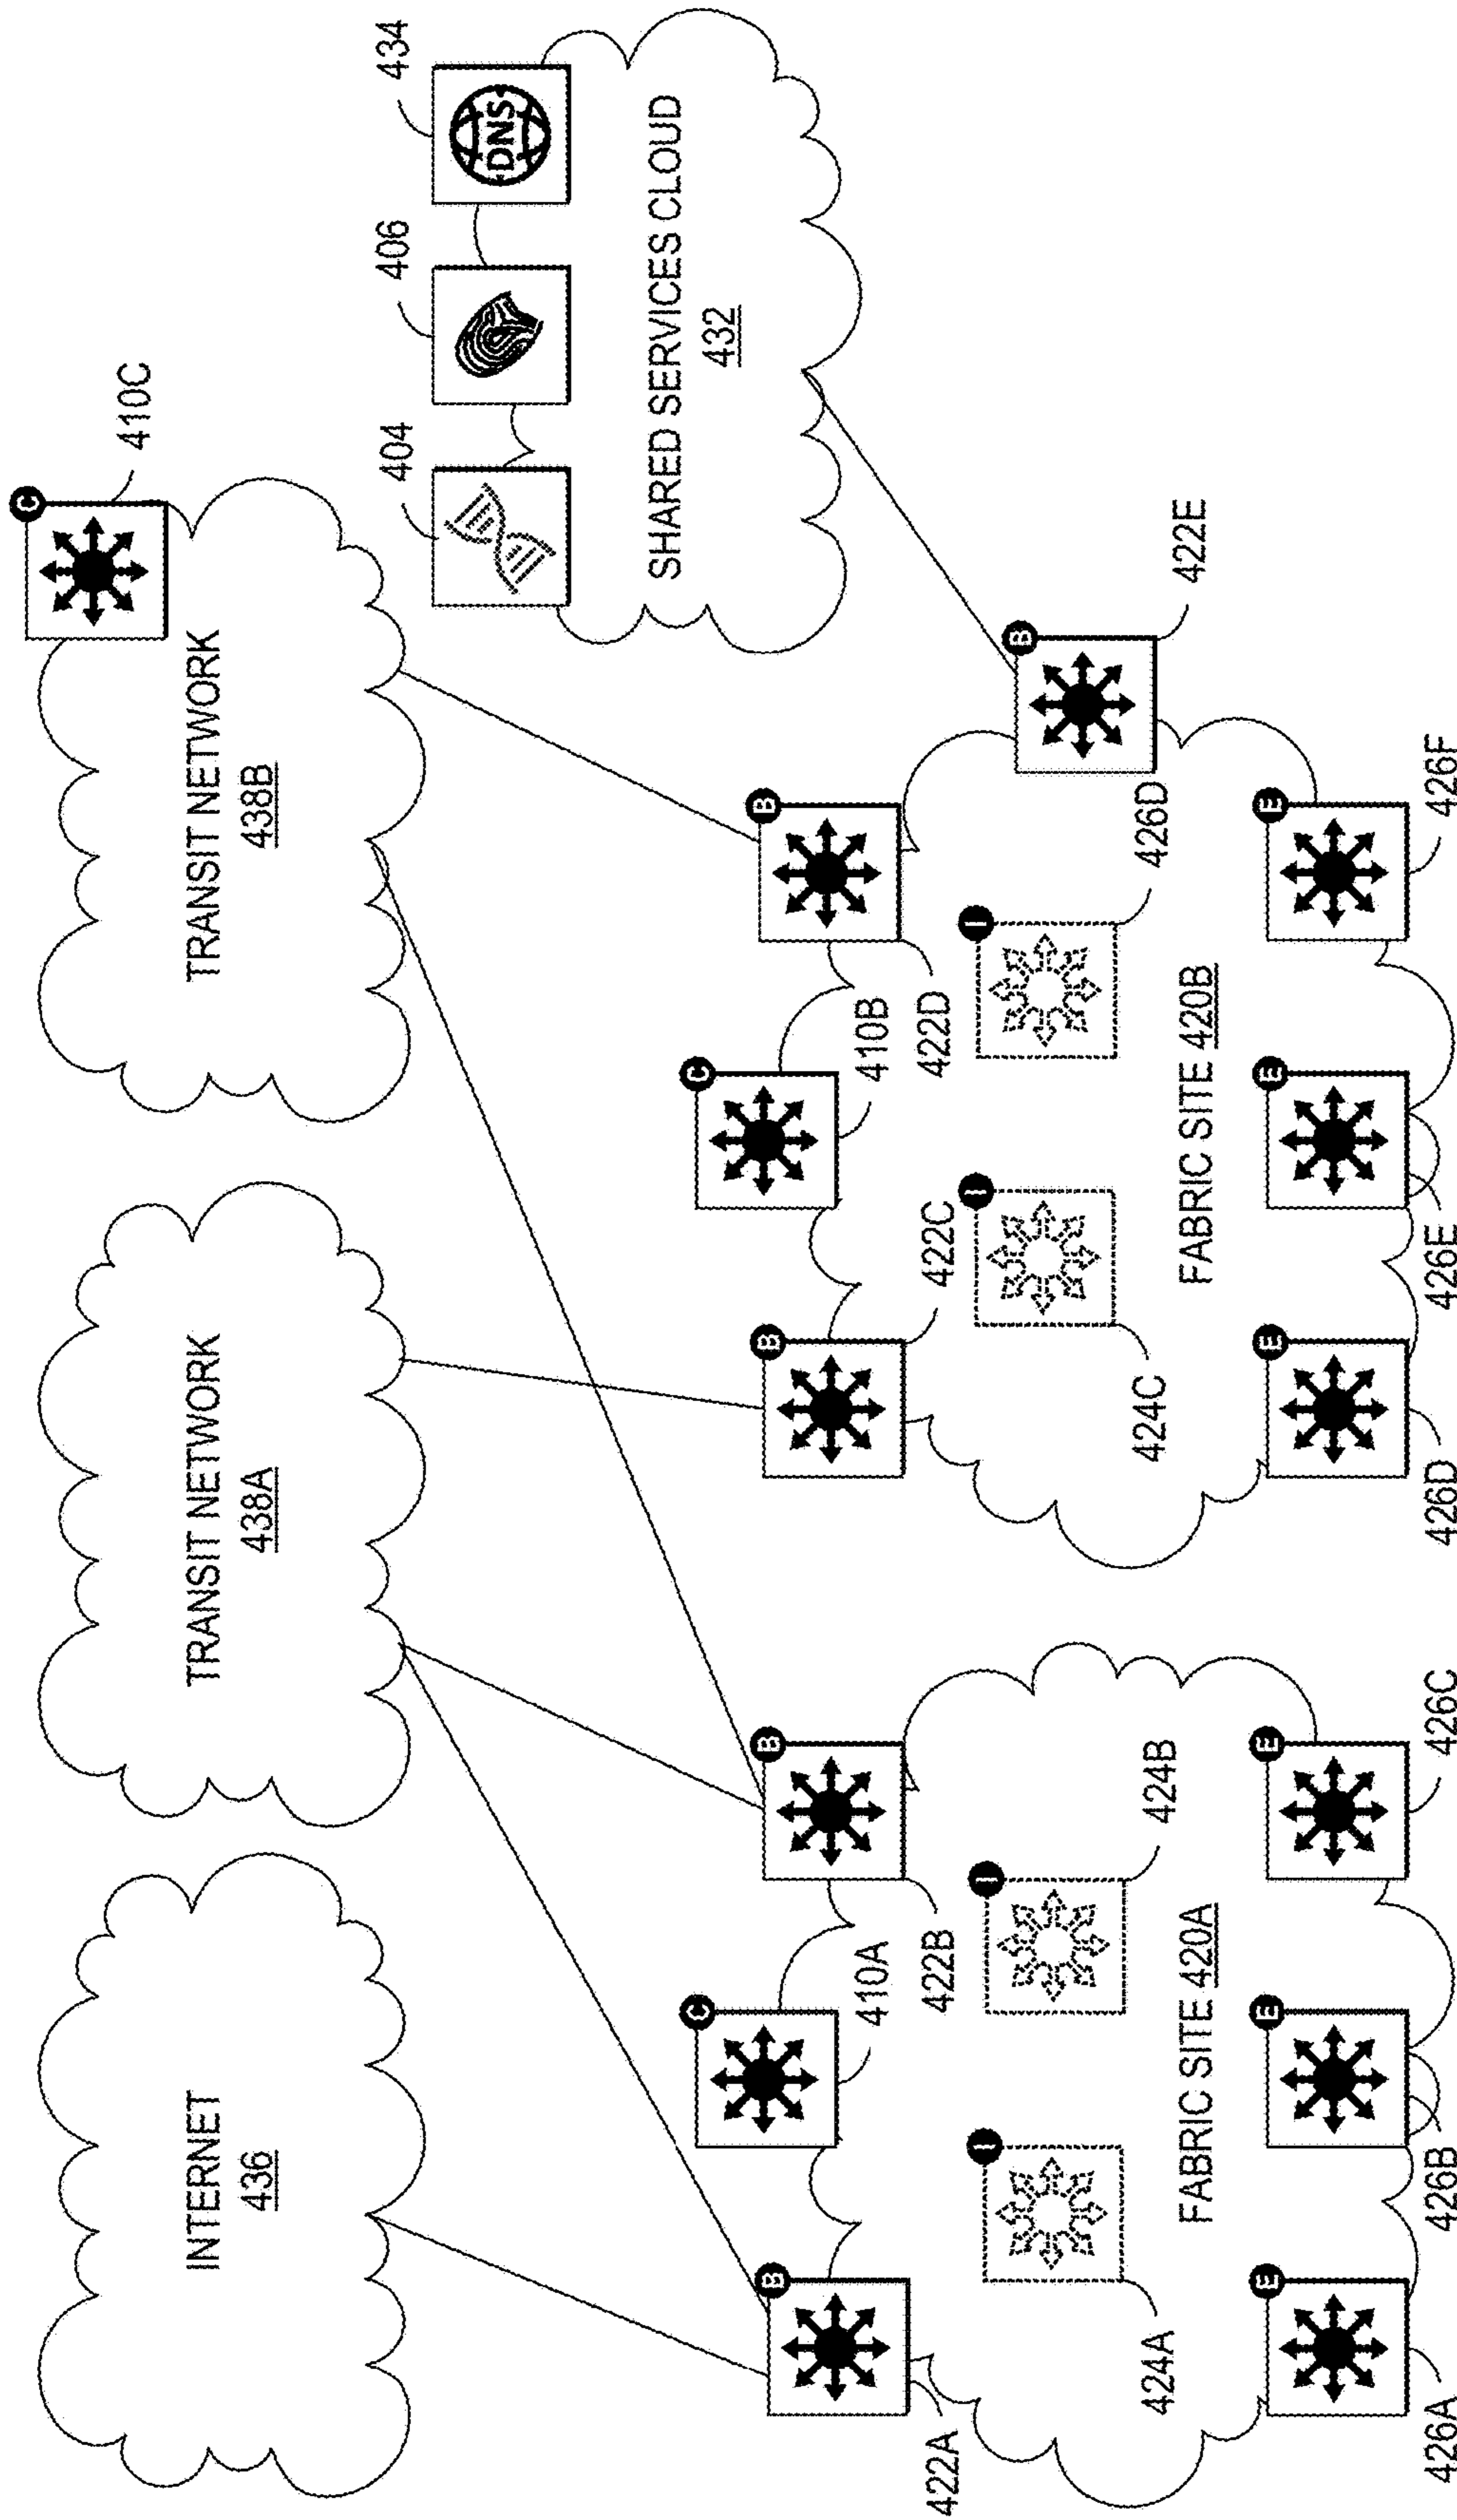 INTERNET
436
TRANSIT NETWORK
438A
TRANSIT NETWORK
438B
C
410C
404
406
434
DNS
SHARED SERVICES CLOUD
432
B
422A
C
410A
B
422B
I
424A
I
424B
FABRIC SITE 420A
E
426A
E
426B
E
426C
B
422C
C
410B
B
422D
B
422E
I
424C
I
426D
FABRIC SITE 420B
E
426D
E
426E
E
426F